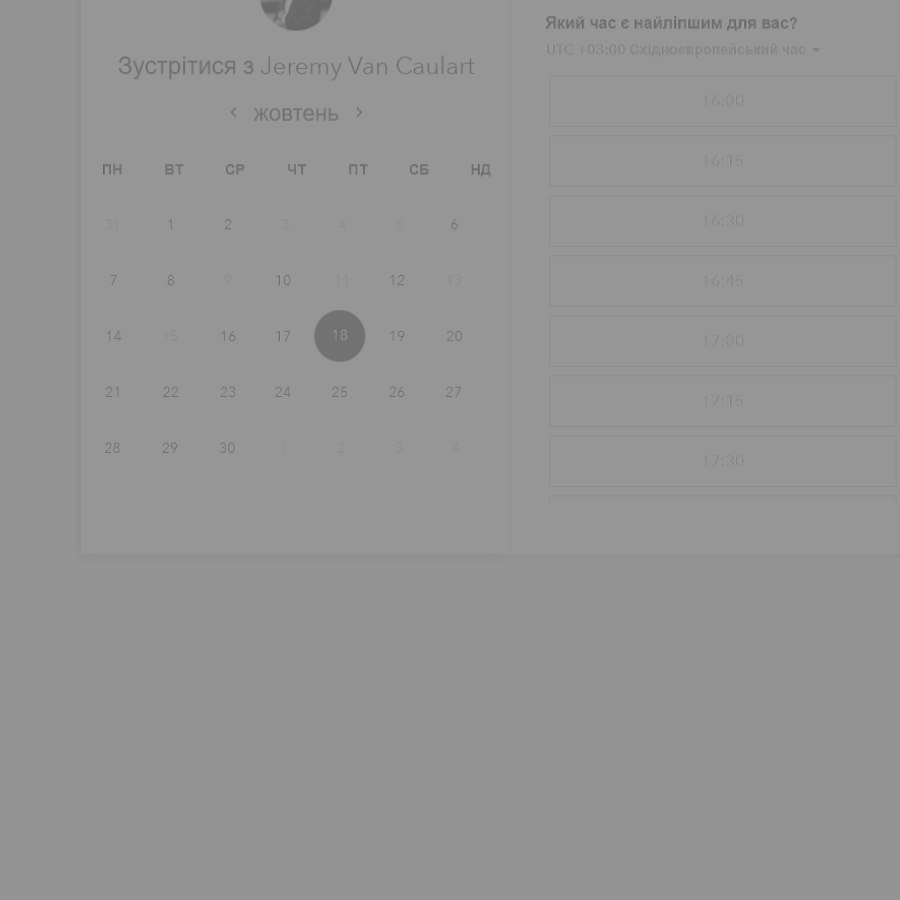 Зустрітися з Jeremy Van Caulart
‹ жовтень ›
ПН ВТ СР ЧТ ПТ СБ НД
31 1 2 3 4 5 6
7 8 9 10 11 12 13
14 15 16 17 18 19 20
21 22 23 24 25 26 27
28 29 30 1 2 3 4
Який час є найліпшим для вас?
UTC +03:00 Східноєвропейський час
16:00
16:15
16:30
16:45
17:00
17:15
17:30